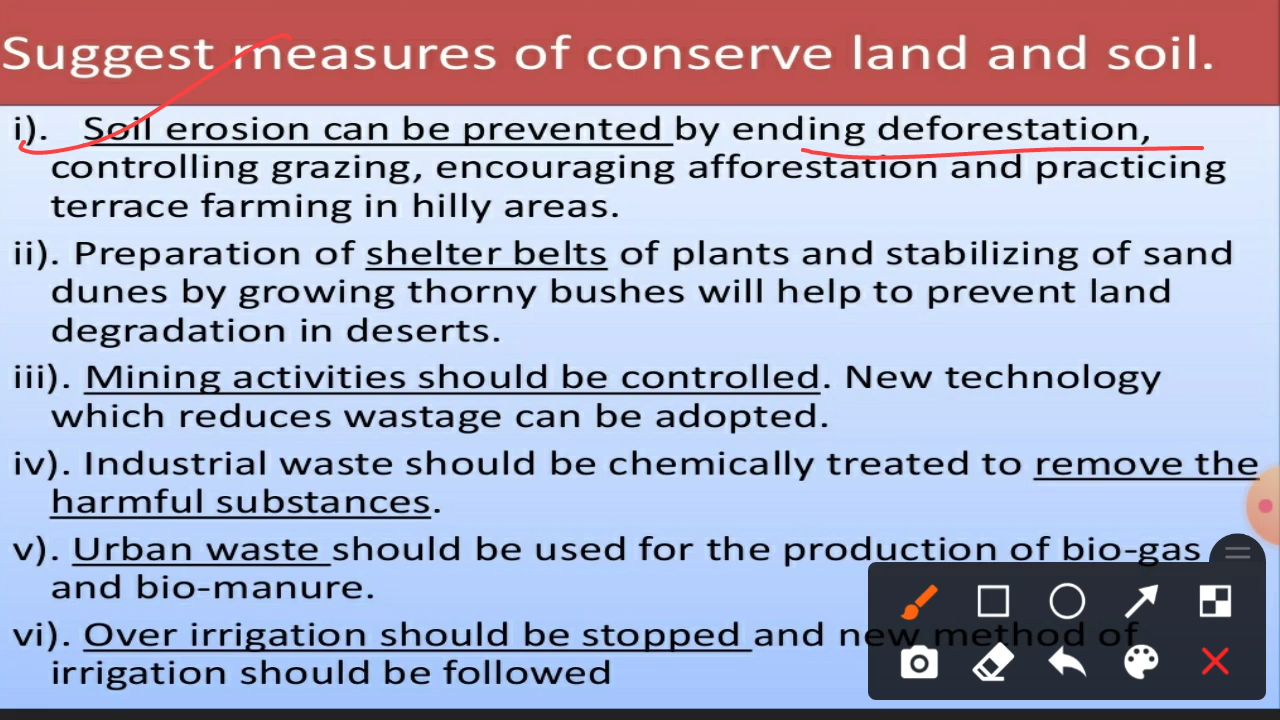 Suggest measures of conserve land and soil.
i). Soil erosion can be prevented by ending deforestation,
controlling grazing, encouraging afforestation and practicing
terrace farming in hilly areas.
ii). Preparation of shelter belts of plants and stabilizing of sand
dunes by growing thorny bushes will help to prevent land
degradation in deserts.
iii). Mining activities should be controlled. New technology
which reduces wastage can be adopted.
iv). Industrial waste should be chemically treated to remove the
harmful substances.
v). Urban waste should be used for the production of bio-gas
and bio-manure.
vi). Over irrigation should be stopped and new method of
irrigation should be followed